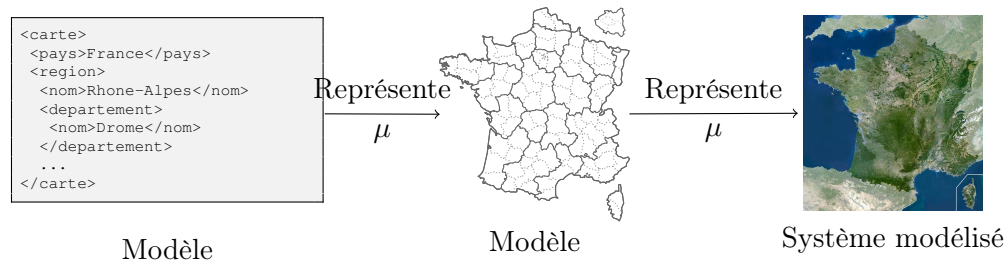 <carte>
<pays>France</pays>
<region>
<nom>Rhone-Alpes</nom>
<departement>
<nom>Drome</nom>
</departement>
...
</carte>
Représente
μ
Représente
μ
Modèle
Modèle
Système modélisé